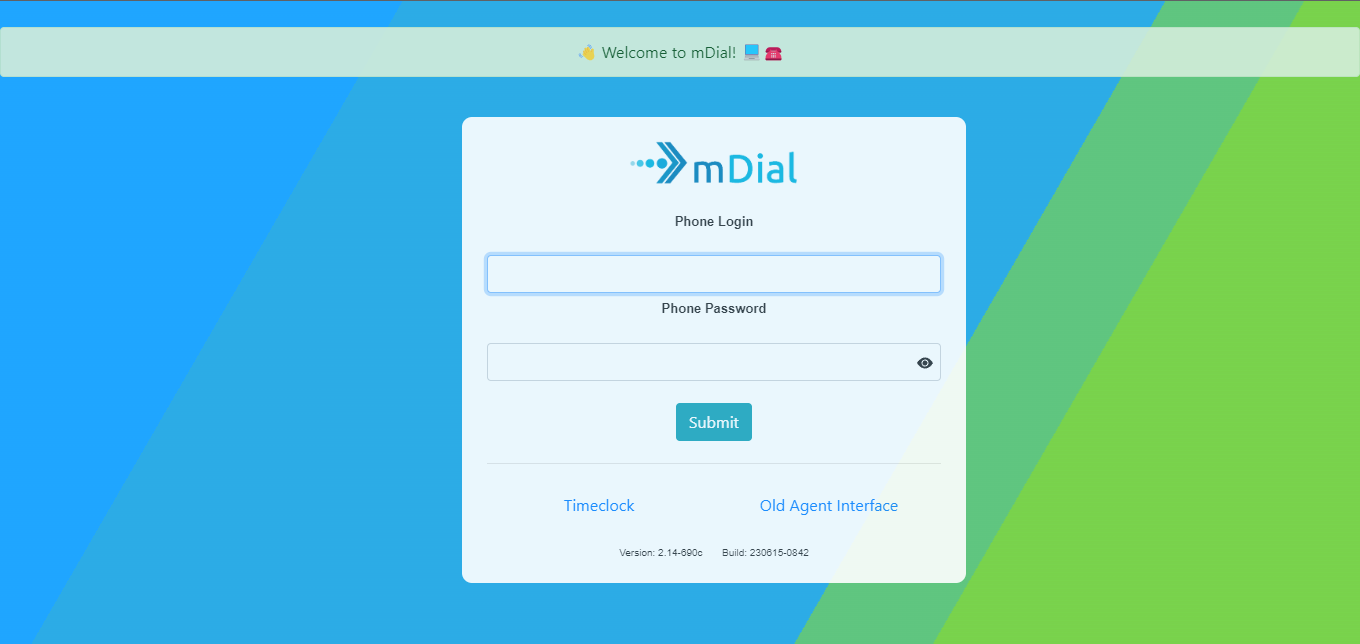 👋 Welcome to mDial! 💻 ☎️
mDial
Phone Login
Phone Password
Submit
Timeclock Old Agent Interface
Version: 2.14-690c Build: 230615-0842